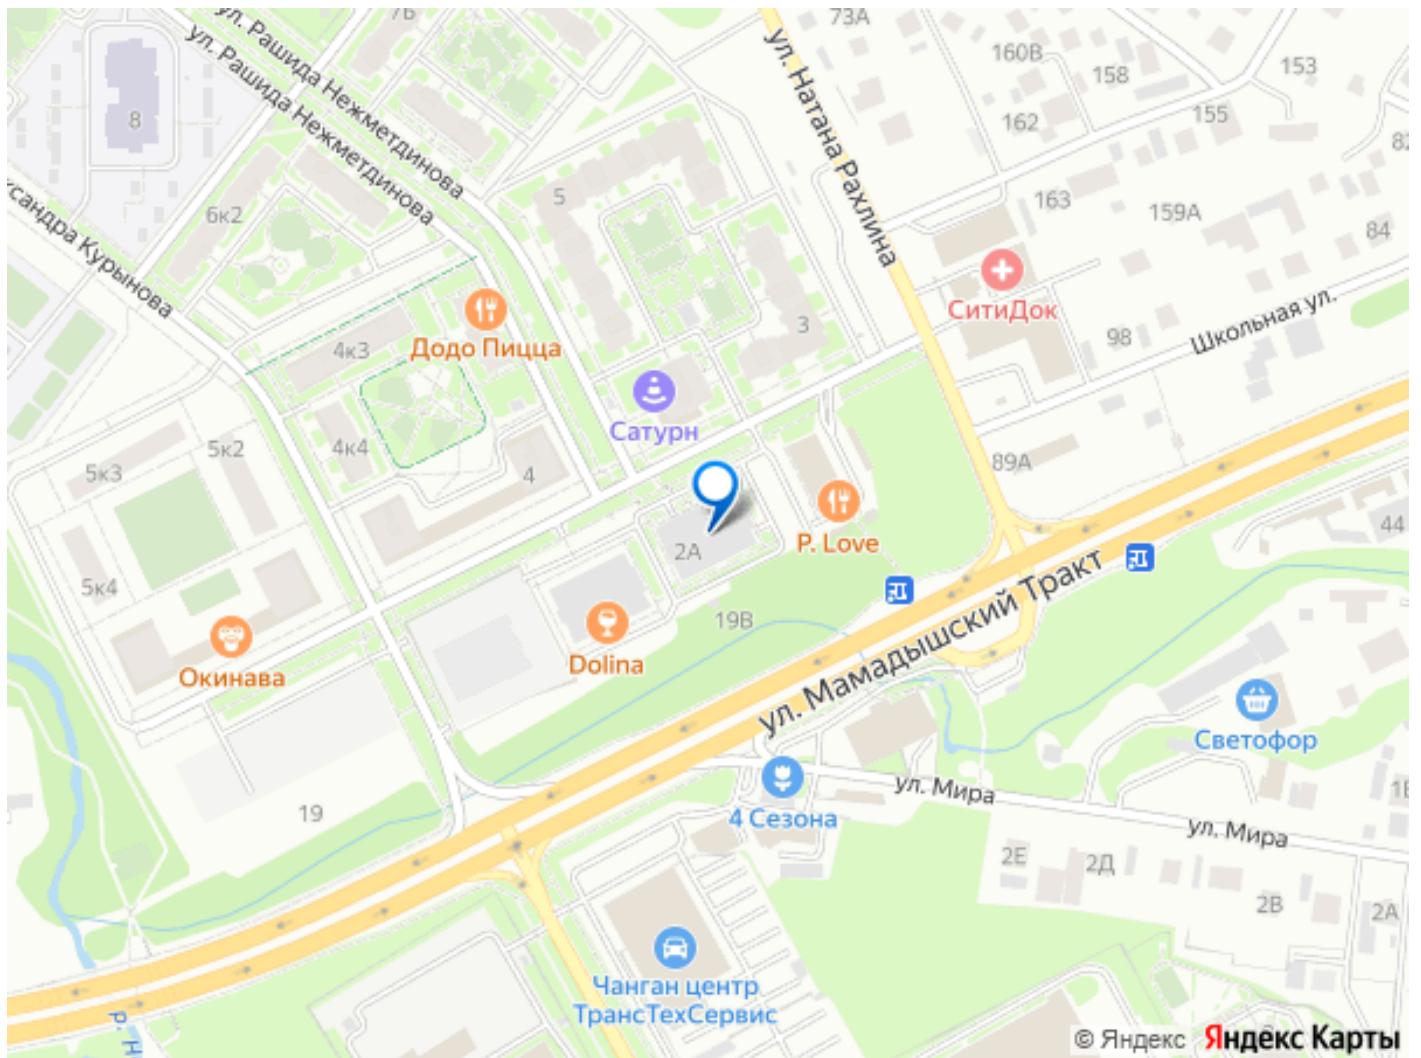 73А
7Б
ул. Рашида Нежметдинова
ул. Рашида Нежметдинова
ул. Натана Рахлина
160В
158
153
162
155
8
82
5
163
159А
84
6к2
ксандра Курынова
СитиДок
3
98
Школьная ул.
4к3
Додо Пицца
Сатурн
4к4
5к2
5к3
4
89А
P. Love
44
2А
5к4
19В
ул. Мамадышский Тракт
Dolina
Окинава
Светофор
ул. Мира
4 Сезона
19
ул. Мира
2Е
2Д
2В
2А
Чанган центр
ТрансТехСервис
р. Н
© Яндекс Яндекс Карты